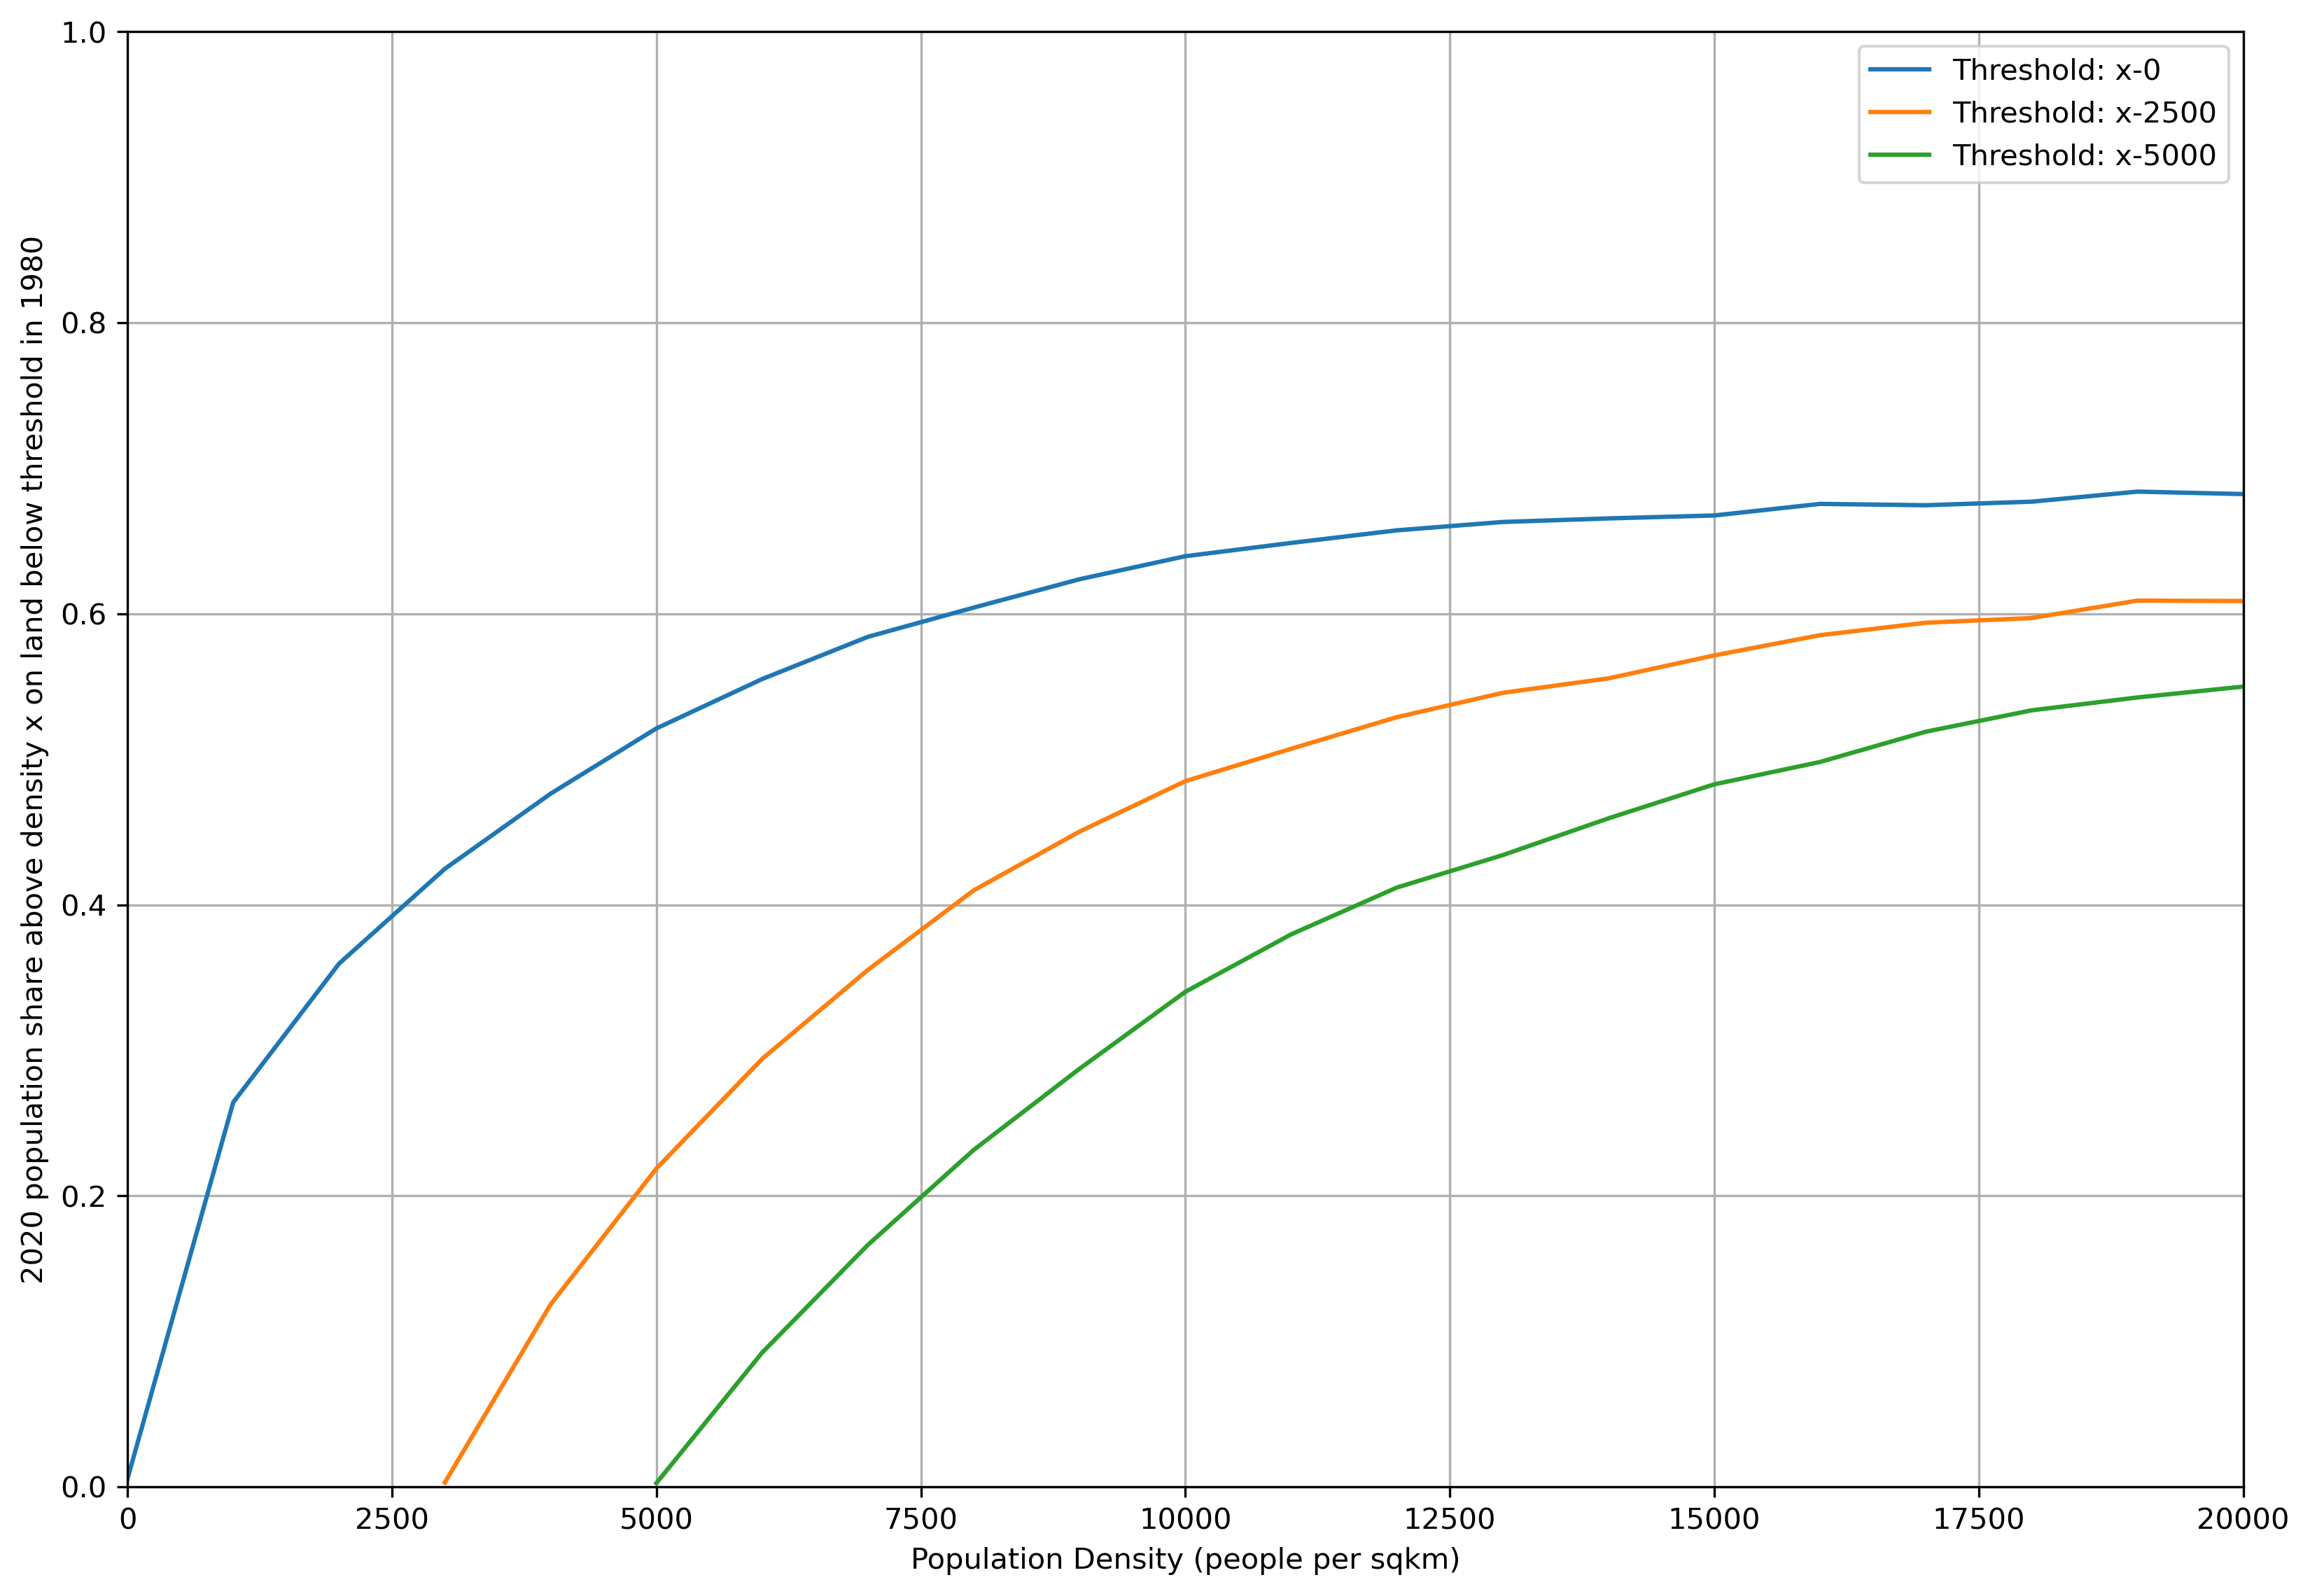 Threshold: x-0
Threshold: x-2500
Threshold: x-5000
2020 population share above density x on land below threshold in 1980
1.0
0.8
0.6
0.4
0.2
0.0
0 2500 5000 7500 10000 12500 15000 17500 20000
Population Density (people per sqkm)